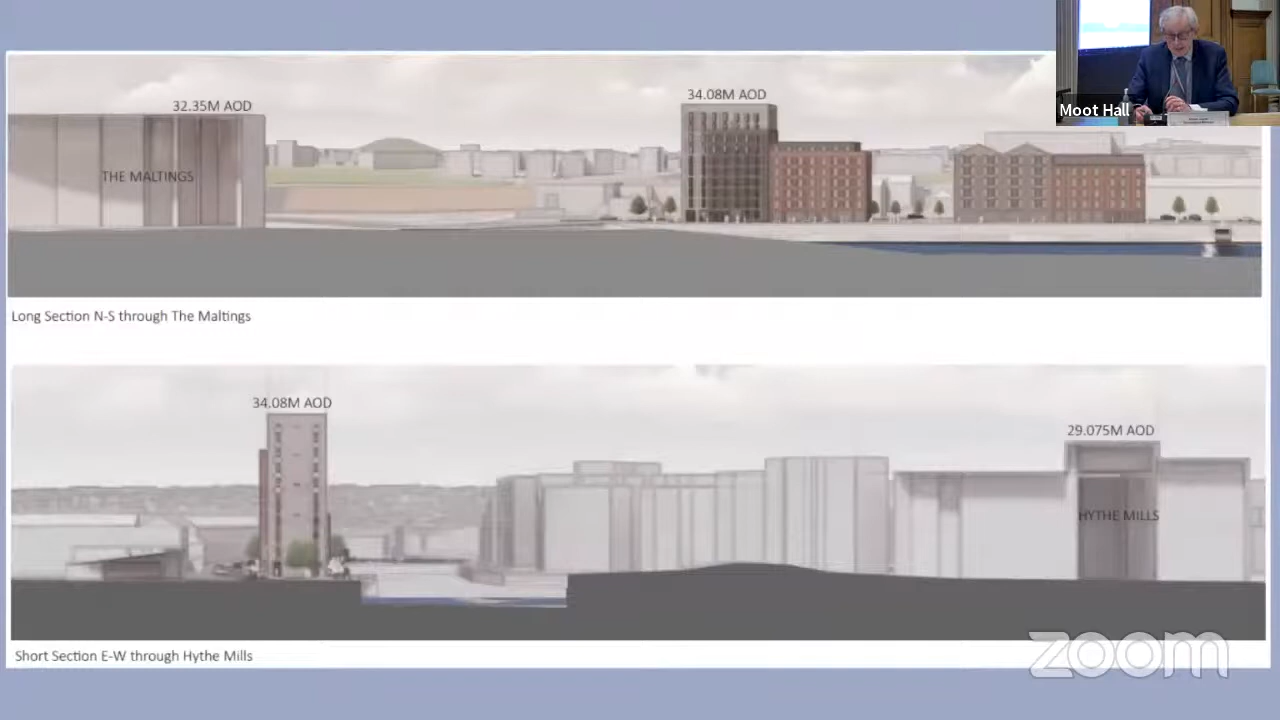 Moot Hall
32.35M AOD
34.08M AOD
THE MALTINGS
Long Section N-S through The Maltings
34.08M AOD
29.075M AOD
HYTHE MILLS
Short Section E-W through Hythe Mills
zoom